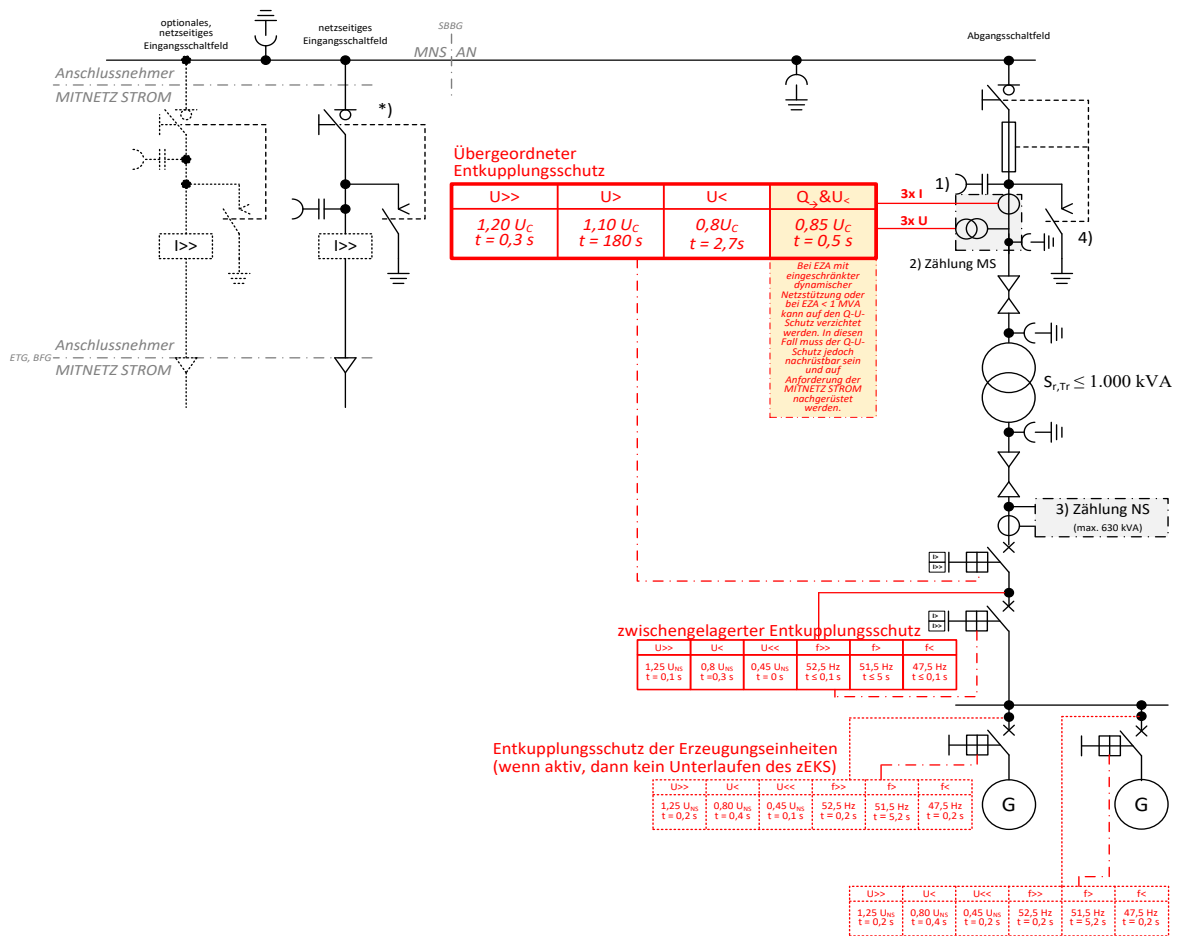 optionales,
netzseitiges
Eingangsschaltfeld
netzseitiges
Eingangsschaltfeld
SBBG
MNS AN
Abgangsschaltfeld
Anschlussnehmer
MITNETZ STROM
*)
I>>
I>>
Anschlussnehmer
ETG, BFG
MITNETZ STROM
Übergeordneter
Entkupplungsschutz
U>> U> U< Q→&U<
1,20 UC 1,10 UC 0,8UC 0,85 UC
t = 0,3 s t = 180 s t = 2,7s t = 0,5 s
Bei EZA mit
eingeschränkter
dynamischer
Netzstützung oder
bei EZA < 1 MVA
kann auf den Q-U-
Schutz verzichtet
werden. In diesen
Fall muss der Q-U-
Schutz jedoch
nachrüstbar sein
und auf
Anforderung der
MITNETZ STROM
nachgerüstet
werden.
3x I
3x U
1)
4)
2) Zählung MS
Sr,Tr ≤ 1.000 kVA
3) Zählung NS
(max. 630 kVA)
I>
I>>
I>
I>>
zwischengelagerter Entkupplungsschutz
U>> U< U<< f>> f> f<
1,25 UNS 0,8 UNS 0,45 UNS 52,5 Hz 51,5 Hz 47,5 Hz
t = 0,1 s t =0,3 s t = 0 s t ≤ 0,1 s t ≤ 5 s t ≤ 0,1 s
Entkupplungsschutz der Erzeugungseinheiten
(wenn aktiv, dann kein Unterlaufen des zEKS)
U>> U< U<< f>> f> f<
1,25 UNS 0,80 UNS 0,45 UNS 52,5 Hz 51,5 Hz 47,5 Hz
t = 0,2 s t = 0,4 s t = 0,1 s t = 0,2 s t = 5,2 s t = 0,2 s
G
G
U>> U< U<< f>> f> f<
1,25 UNS 0,80 UNS 0,45 UNS 52,5 Hz 51,5 Hz 47,5 Hz
t = 0,2 s t = 0,4 s t = 0,2 s t = 0,2 s t = 5,2 s t = 0,2 s